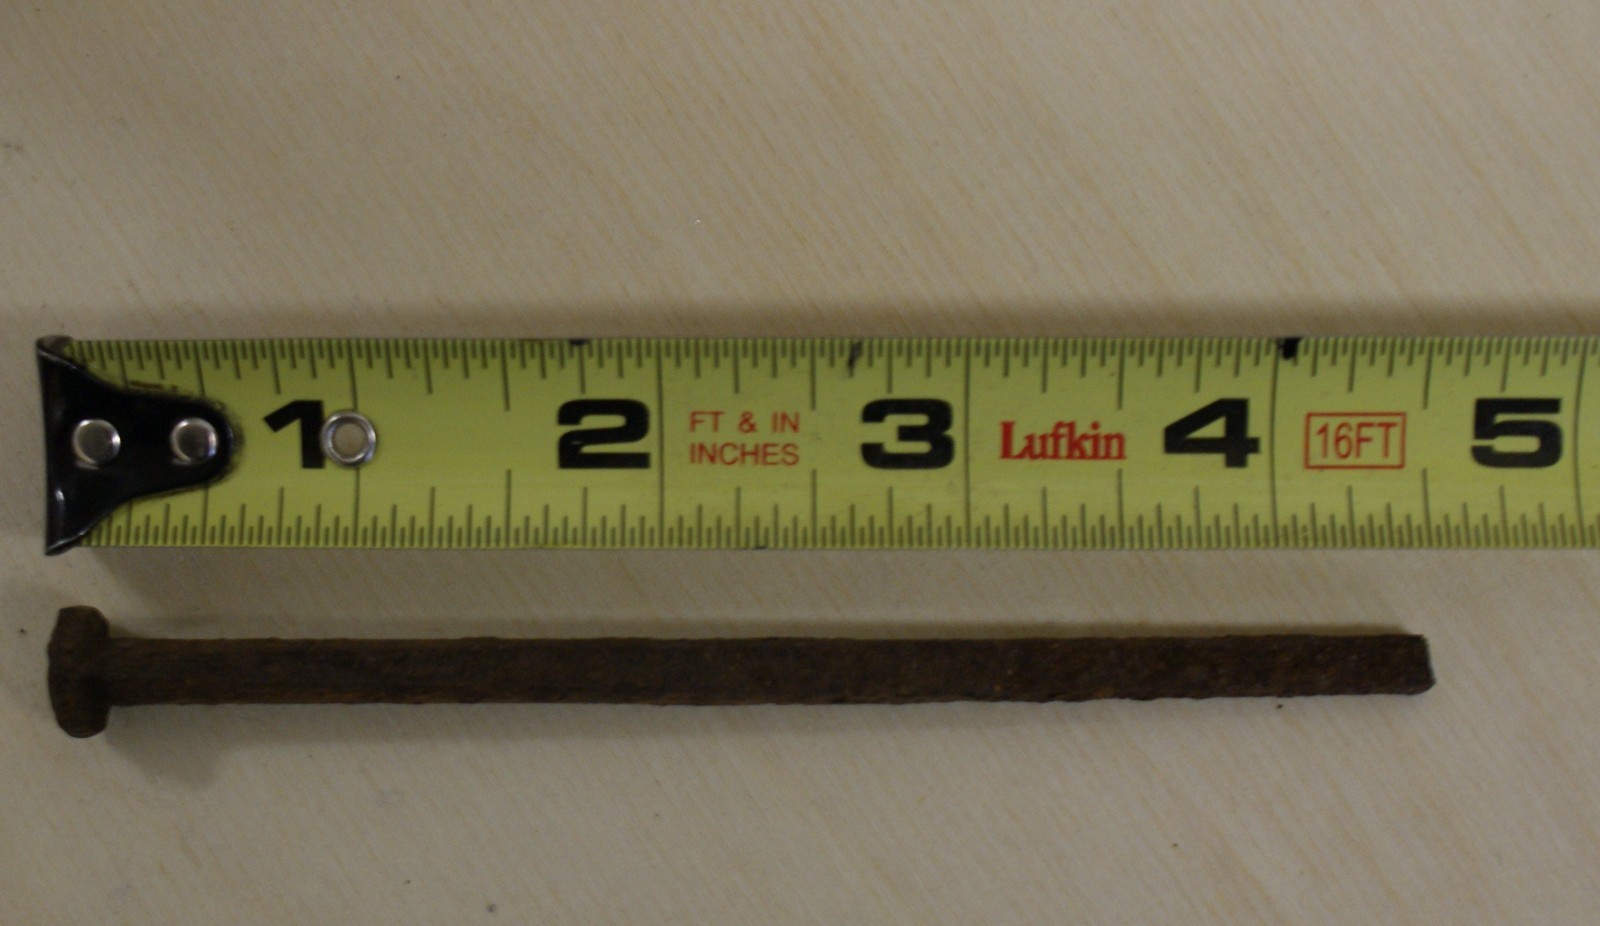 1 2 FT & IN
INCHES 3 Lufkin 4 16FT 5